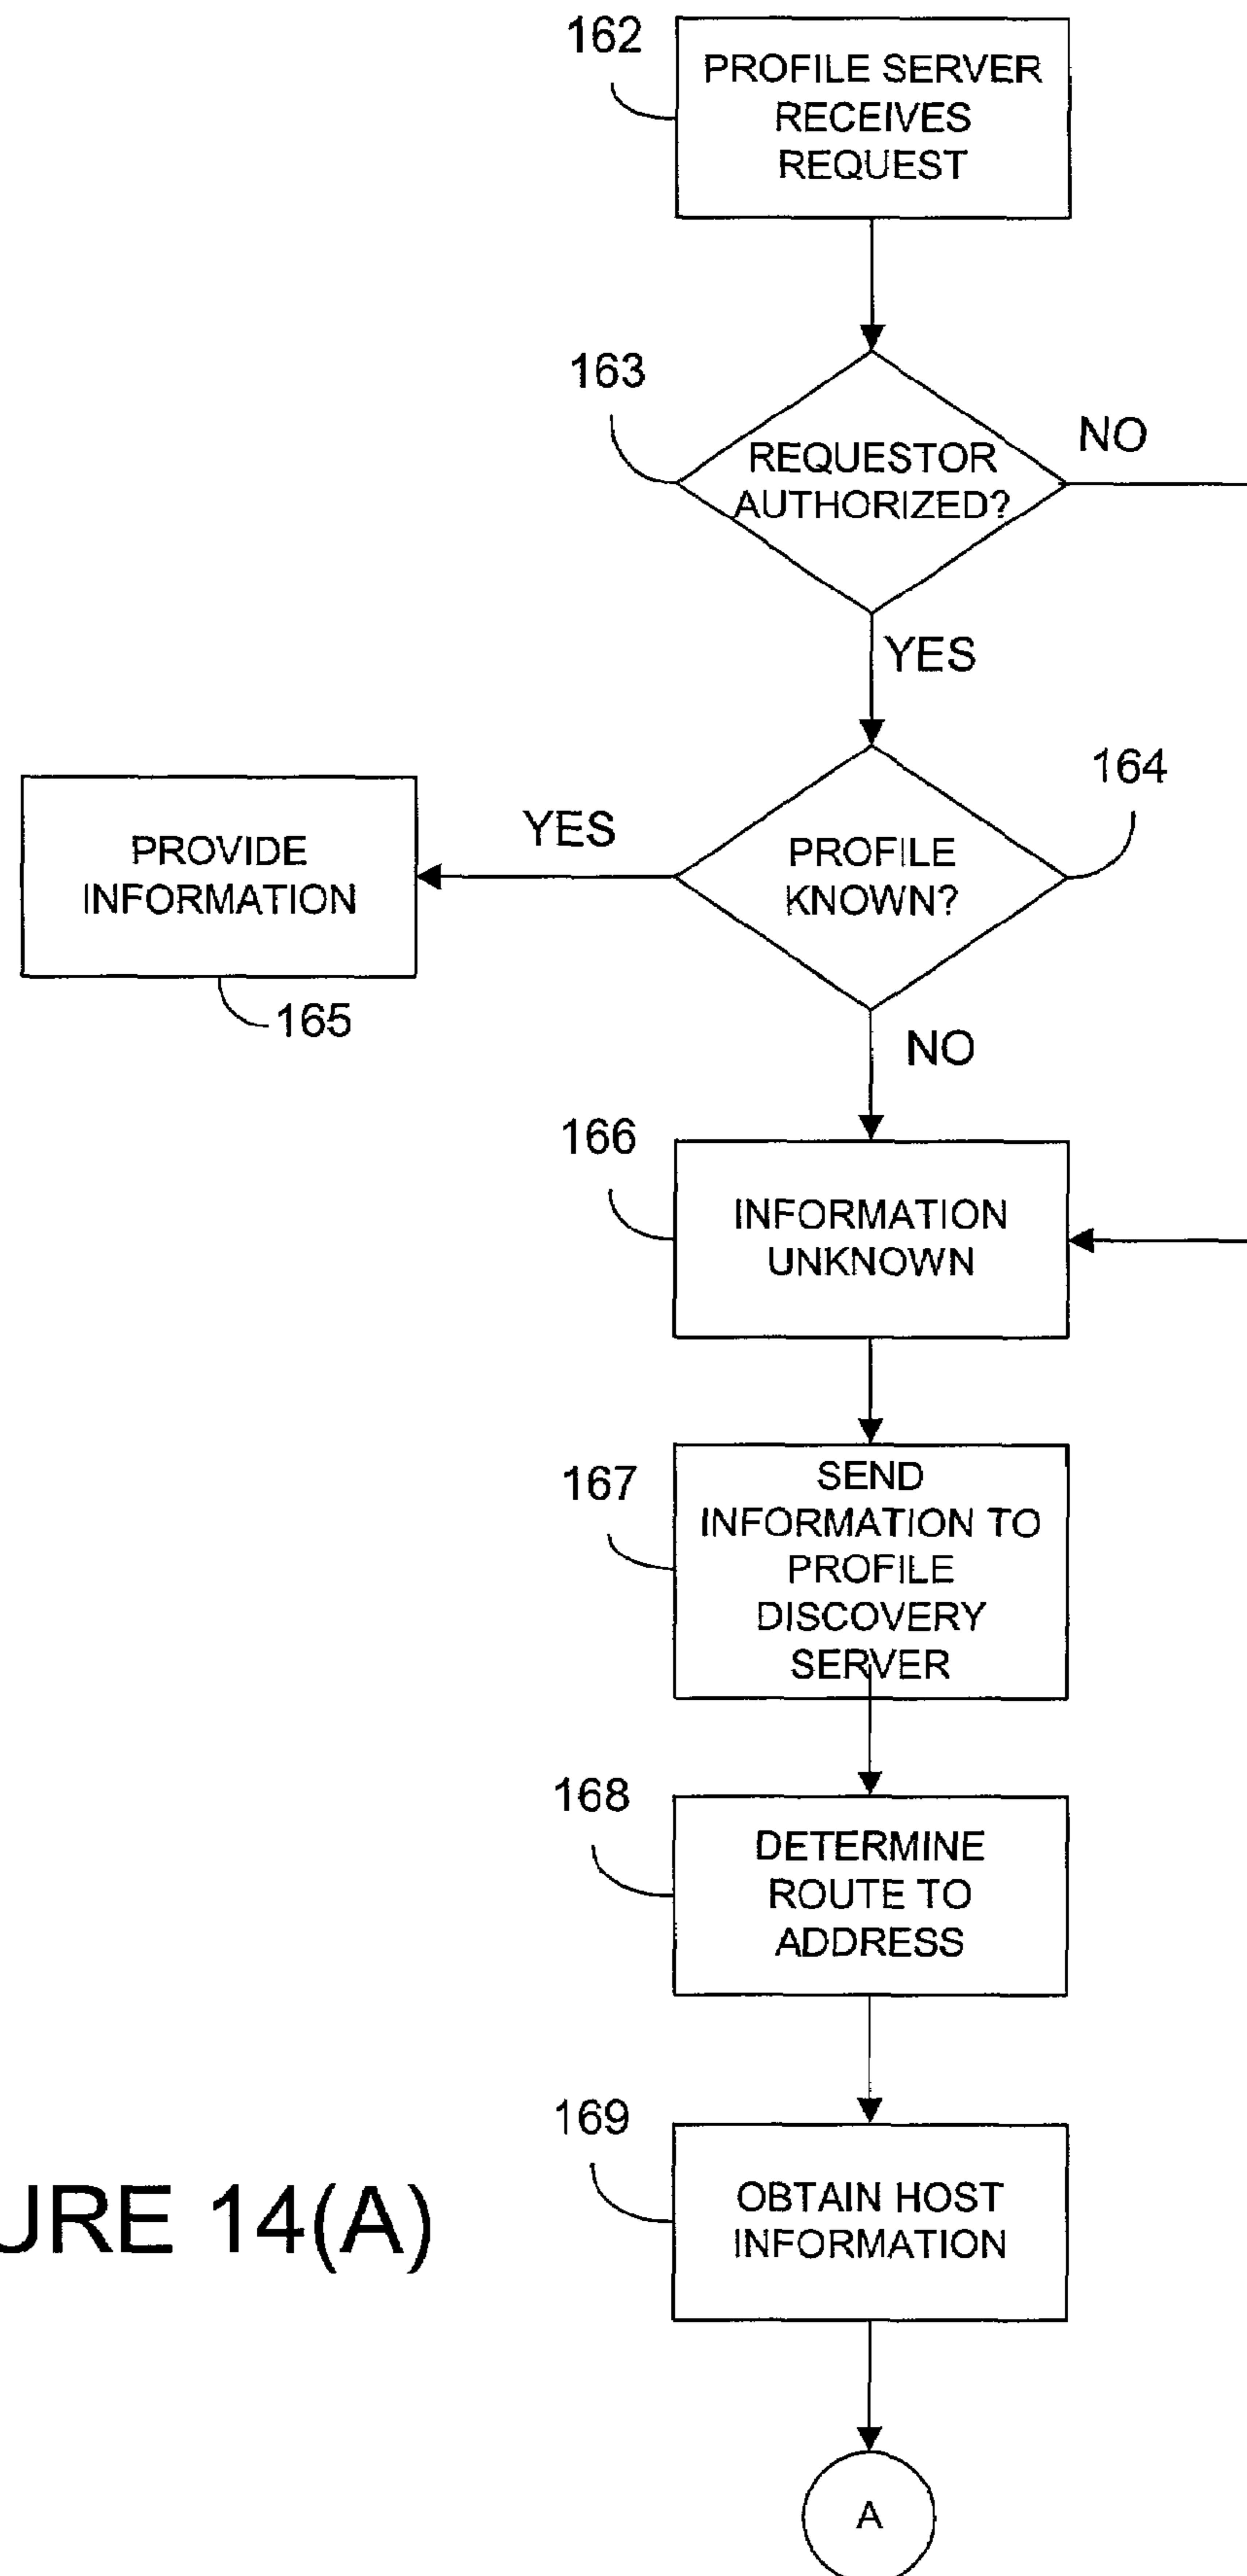 162
PROFILE SERVER
RECEIVES
REQUEST
163
REQUESTOR
AUTHORIZED?
NO
YES
164
PROFILE
KNOWN?
YES
PROVIDE
INFORMATION
165
NO
166
INFORMATION
UNKNOWN
167
SEND
INFORMATION TO
PROFILE
DISCOVERY
SERVER
168
DETERMINE
ROUTE TO
ADDRESS
169
OBTAIN HOST
INFORMATION
URE 14(A)
A